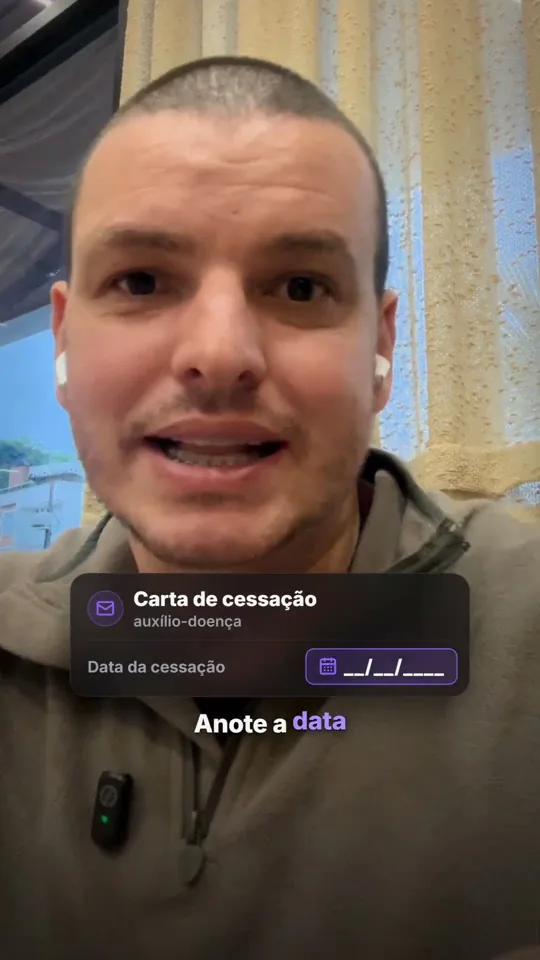 Carta de cessação
auxílio-doença
Data da cessação
__/__/____
Anote a data